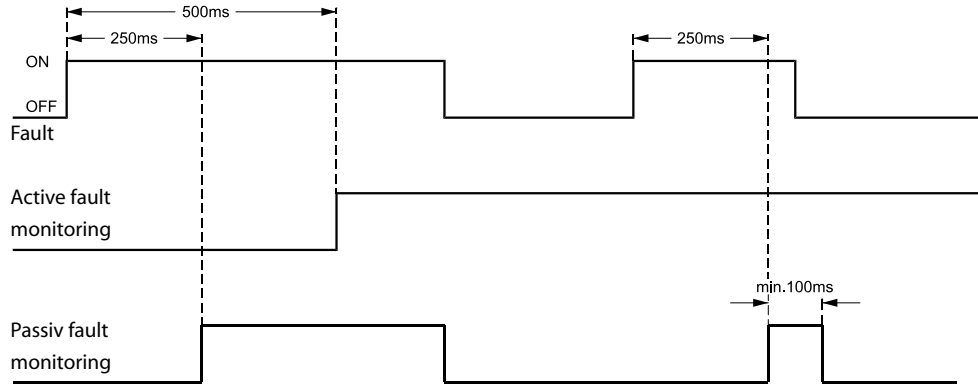 500ms
250ms
250ms
ON
OFF
Fault
Active fault
monitoring
min.100ms
Passiv fault
monitoring